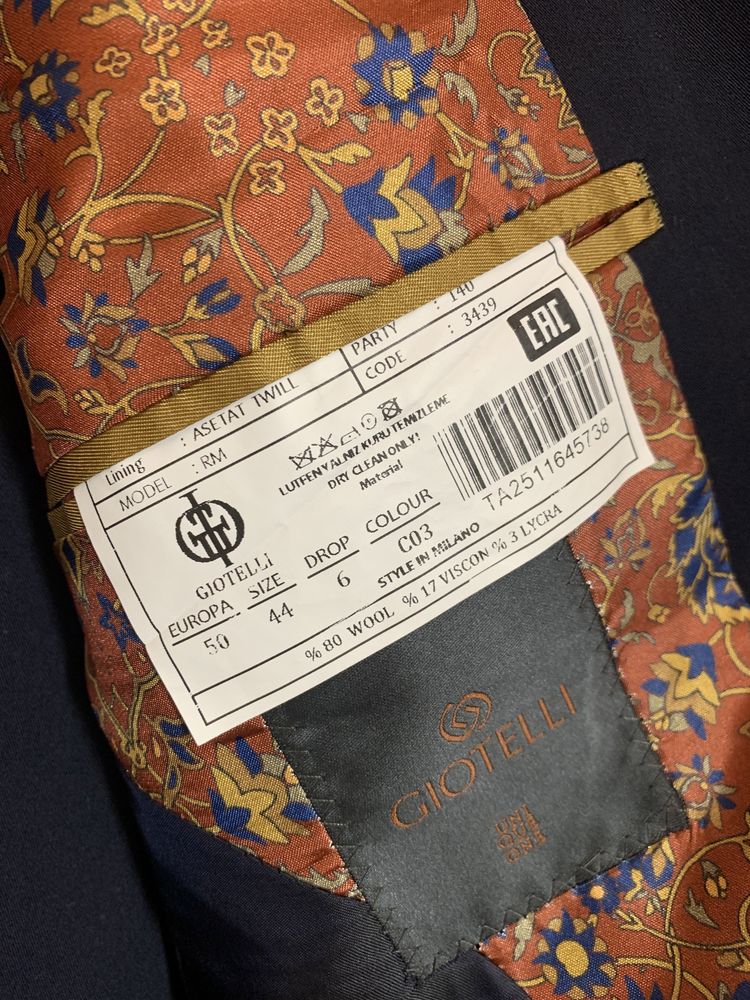 Lining : ASETAT TWILL
PARTY : 140
MODEL : RM
CODE : 3439
EAC
LUTFEN YALNIZ KURU TEMIZLEME
DRY CLEAN ONLY!
Material
TA2511645738
GIOTELLi
EUROPA SIZE DROP COLOUR
50 44 6 C03
STYLE IN MILANO
% 80 WOOL % 17 VISCON % 3 LYCRA
GIOTELLI